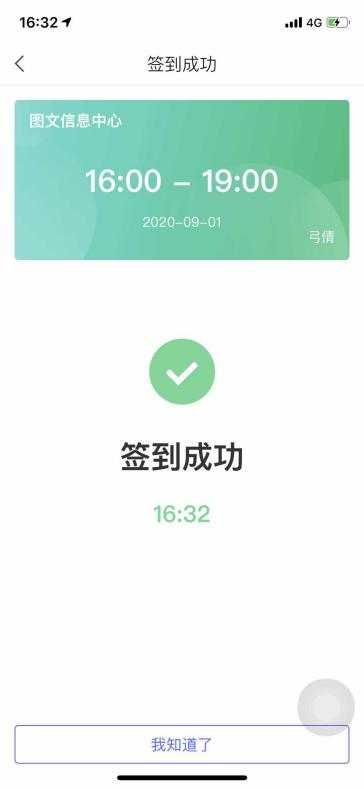 16:32
4G
签到成功
图文信息中心
16:00 – 19:00
2020-09-01
弓倩
签到成功
16:32
我知道了